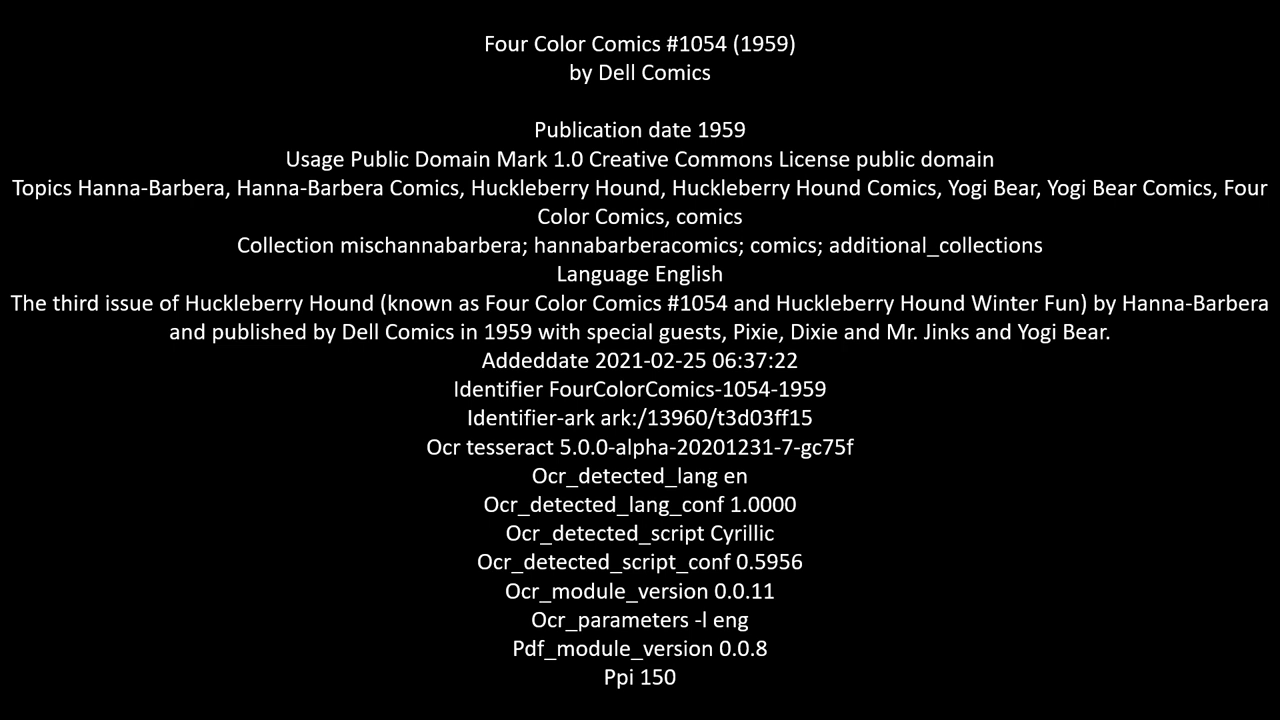 Four Color Comics #1054 (1959)
by Dell Comics
Publication date 1959
Usage Public Domain Mark 1.0 Creative Commons License public domain
Topics Hanna-Barbera, Hanna-Barbera Comics, Huckleberry Hound, Huckleberry Hound Comics, Yogi Bear, Yogi Bear Comics, Four
Color Comics, comics
Collection mischannabarbera; hannabarberacomics; comics; additional_collections
Language English
The third issue of Huckleberry Hound (known as Four Color Comics #1054 and Huckleberry Hound Winter Fun) by Hanna-Barbera
and published by Dell Comics in 1959 with special guests, Pixie, Dixie and Mr. Jinks and Yogi Bear.
Addeddate 2021-02-25 06:37:22
Identifier FourColorComics-1054-1959
Identifier-ark ark:/13960/t3d03ff15
Ocr tesseract 5.0.0-alpha-20201231-7-gc75f
Ocr_detected_lang en
Ocr_detected_lang_conf 1.0000
Ocr_detected_script Cyrillic
Ocr_detected_script_conf 0.5956
Ocr_module_version 0.0.11
Ocr_parameters -l eng
Pdf_module_version 0.0.8
Ppi 150